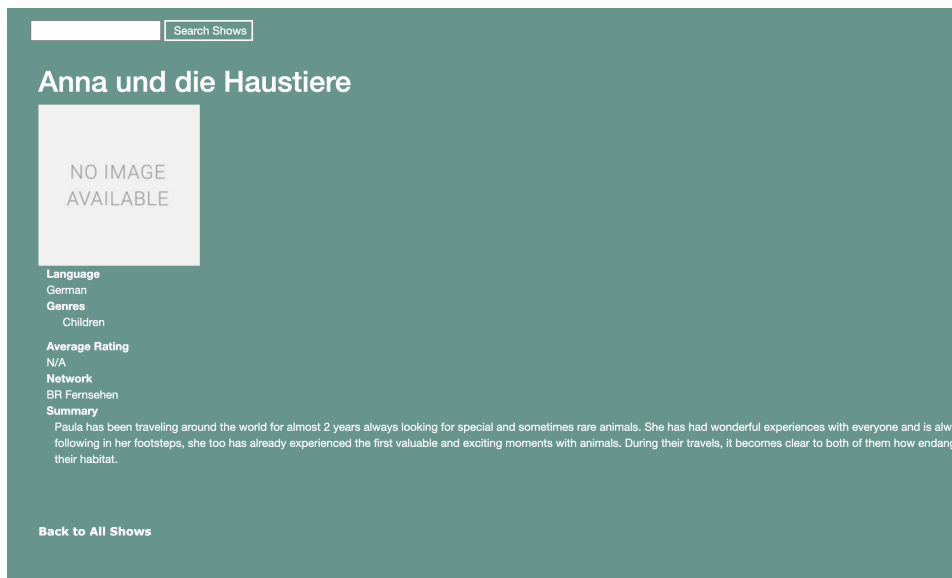 Search Shows
Anna und die Haustiere
NO IMAGE
AVAILABLE
Language
German
Genres
Children
Average Rating
N/A
Network
BR Fernsehen
Summary
Paula has been traveling around the world for almost 2 years always looking for special and sometimes rare animals. She has had wonderful experiences with everyone and is
following in her footsteps, she too has already experienced the first valuable and exciting moments with animals. During their travels, it becomes clear to both of them how
their habitat.
Back to All Shows